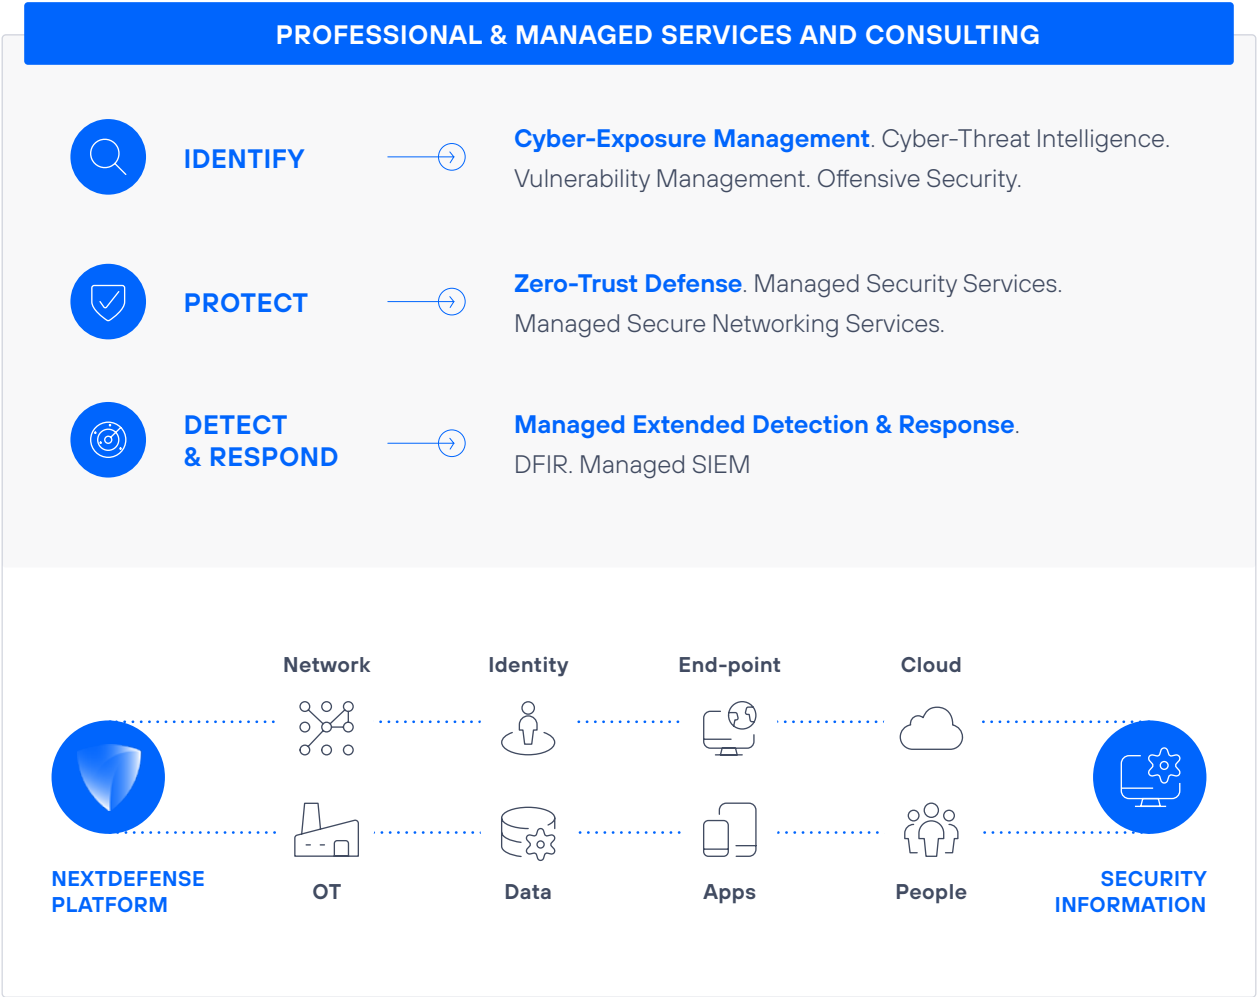 PROFESSIONAL & MANAGED SERVICES AND CONSULTING
IDENTIFY
Cyber-Exposure Management. Cyber-Threat Intelligence.
Vulnerability Management. Offensive Security.
PROTECT
Zero-Trust Defense. Managed Security Services.
Managed Secure Networking Services.
DETECT
& RESPOND
Managed Extended Detection & Response.
DFIR. Managed SIEM
Network
Identity
End-point
Cloud
NEXTDEFENSE
PLATFORM
OT
Data
Apps
People
SECURITY
INFORMATION